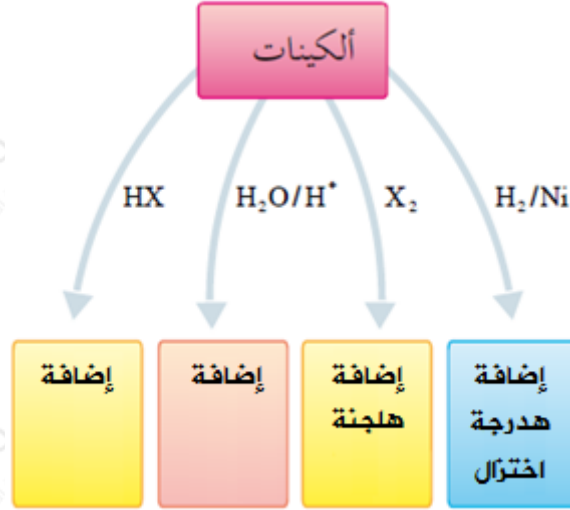 ألكينات
H₂/Ni
X₂
H₂O/H⁺
HX
إضافة
هدرجة
اختزال
إضافة
هلجنة
إضافة
إضافة